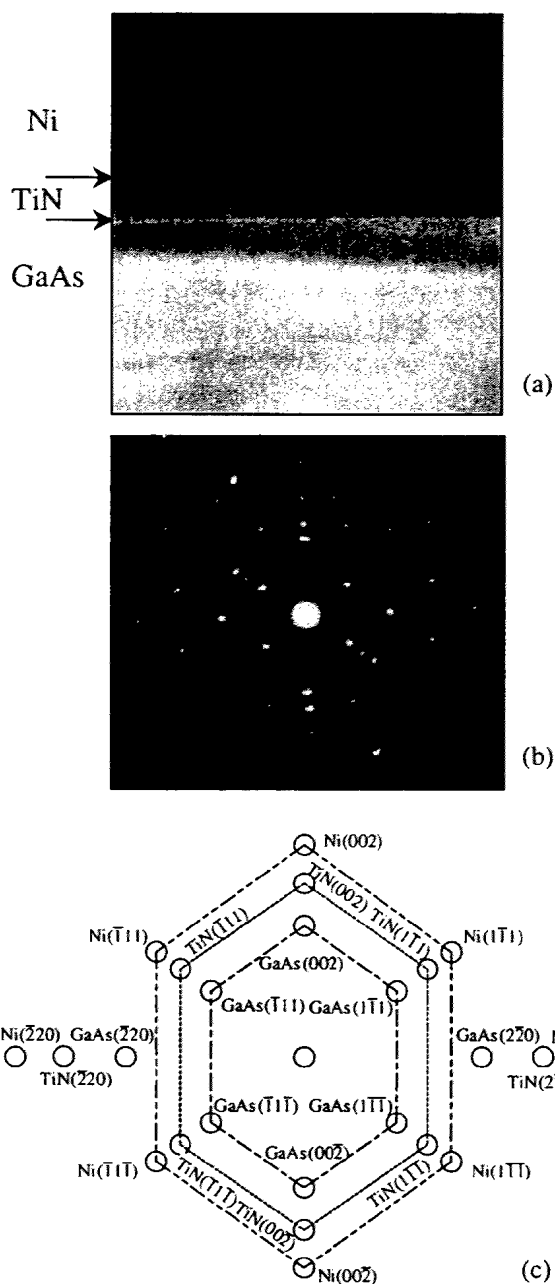 Ni
TiN
GaAs
(a)
(b)
Ni(002)
TiN(002)
TiN(1̄11)
TiN(11̄1)
Ni(1̄11)
Ni(11̄1)
GaAs(002)
GaAs(1̄11)
GaAs(11̄1)
Ni(2̄20)
GaAs(2̄20)
GaAs(22̄0)
N
TiN(2̄20)
TiN(2
GaAs(1̄11̄)
GaAs(11̄1̄)
GaAs(002̄)
Ni(1̄11̄)
Ni(11̄1̄)
TiN(1̄11̄)
TiN(002̄)
TiN(11̄1̄)
Ni(002̄)
(c)